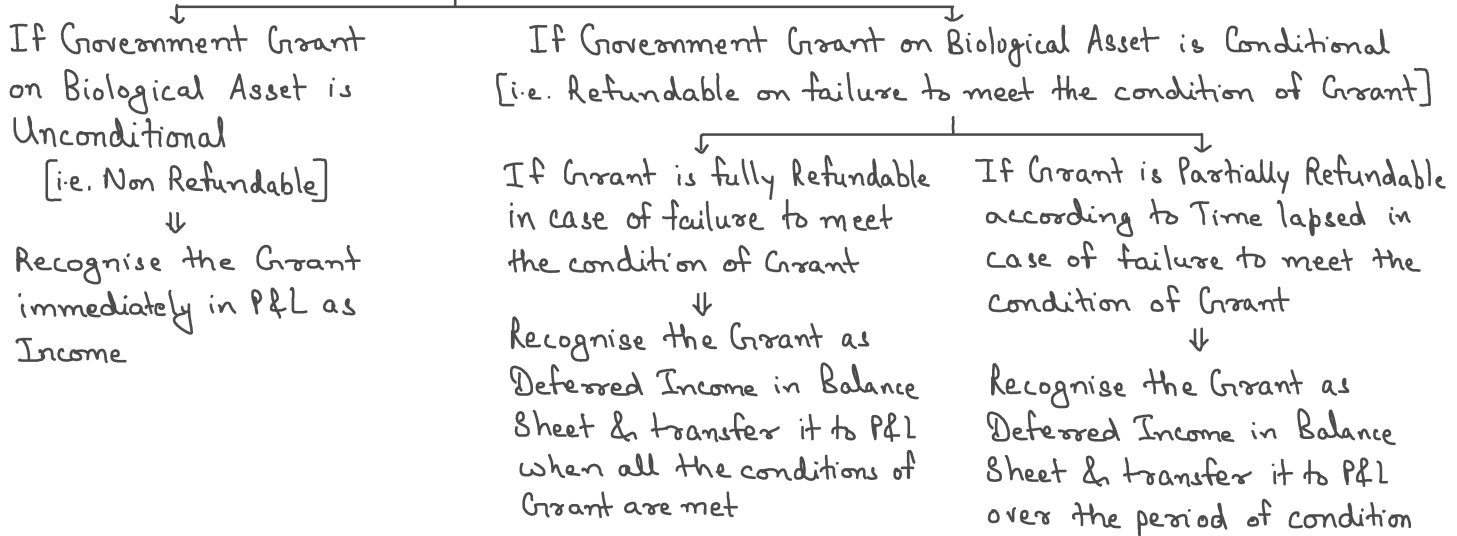 If Government Grant
on Biological Asset is
Unconditional
[i.e. Non Refundable]
⇓
Recognise the Grant
immediately in P&L as
Income
If Government Grant on Biological Asset is Conditional
[i.e. Refundable on failure to meet the condition of Grant]
If Grant is fully Refundable
in case of failure to meet
the condition of Grant
⇓
Recognise the Grant as
Deferred Income in Balance
Sheet & transfer it to P&L
when all the conditions of
Grant are met
If Grant is Partially Refundable
according to Time lapsed in
case of failure to meet the
condition of Grant
⇓
Recognise the Grant as
Deferred Income in Balance
Sheet & transfer it to P&L
over the period of condition